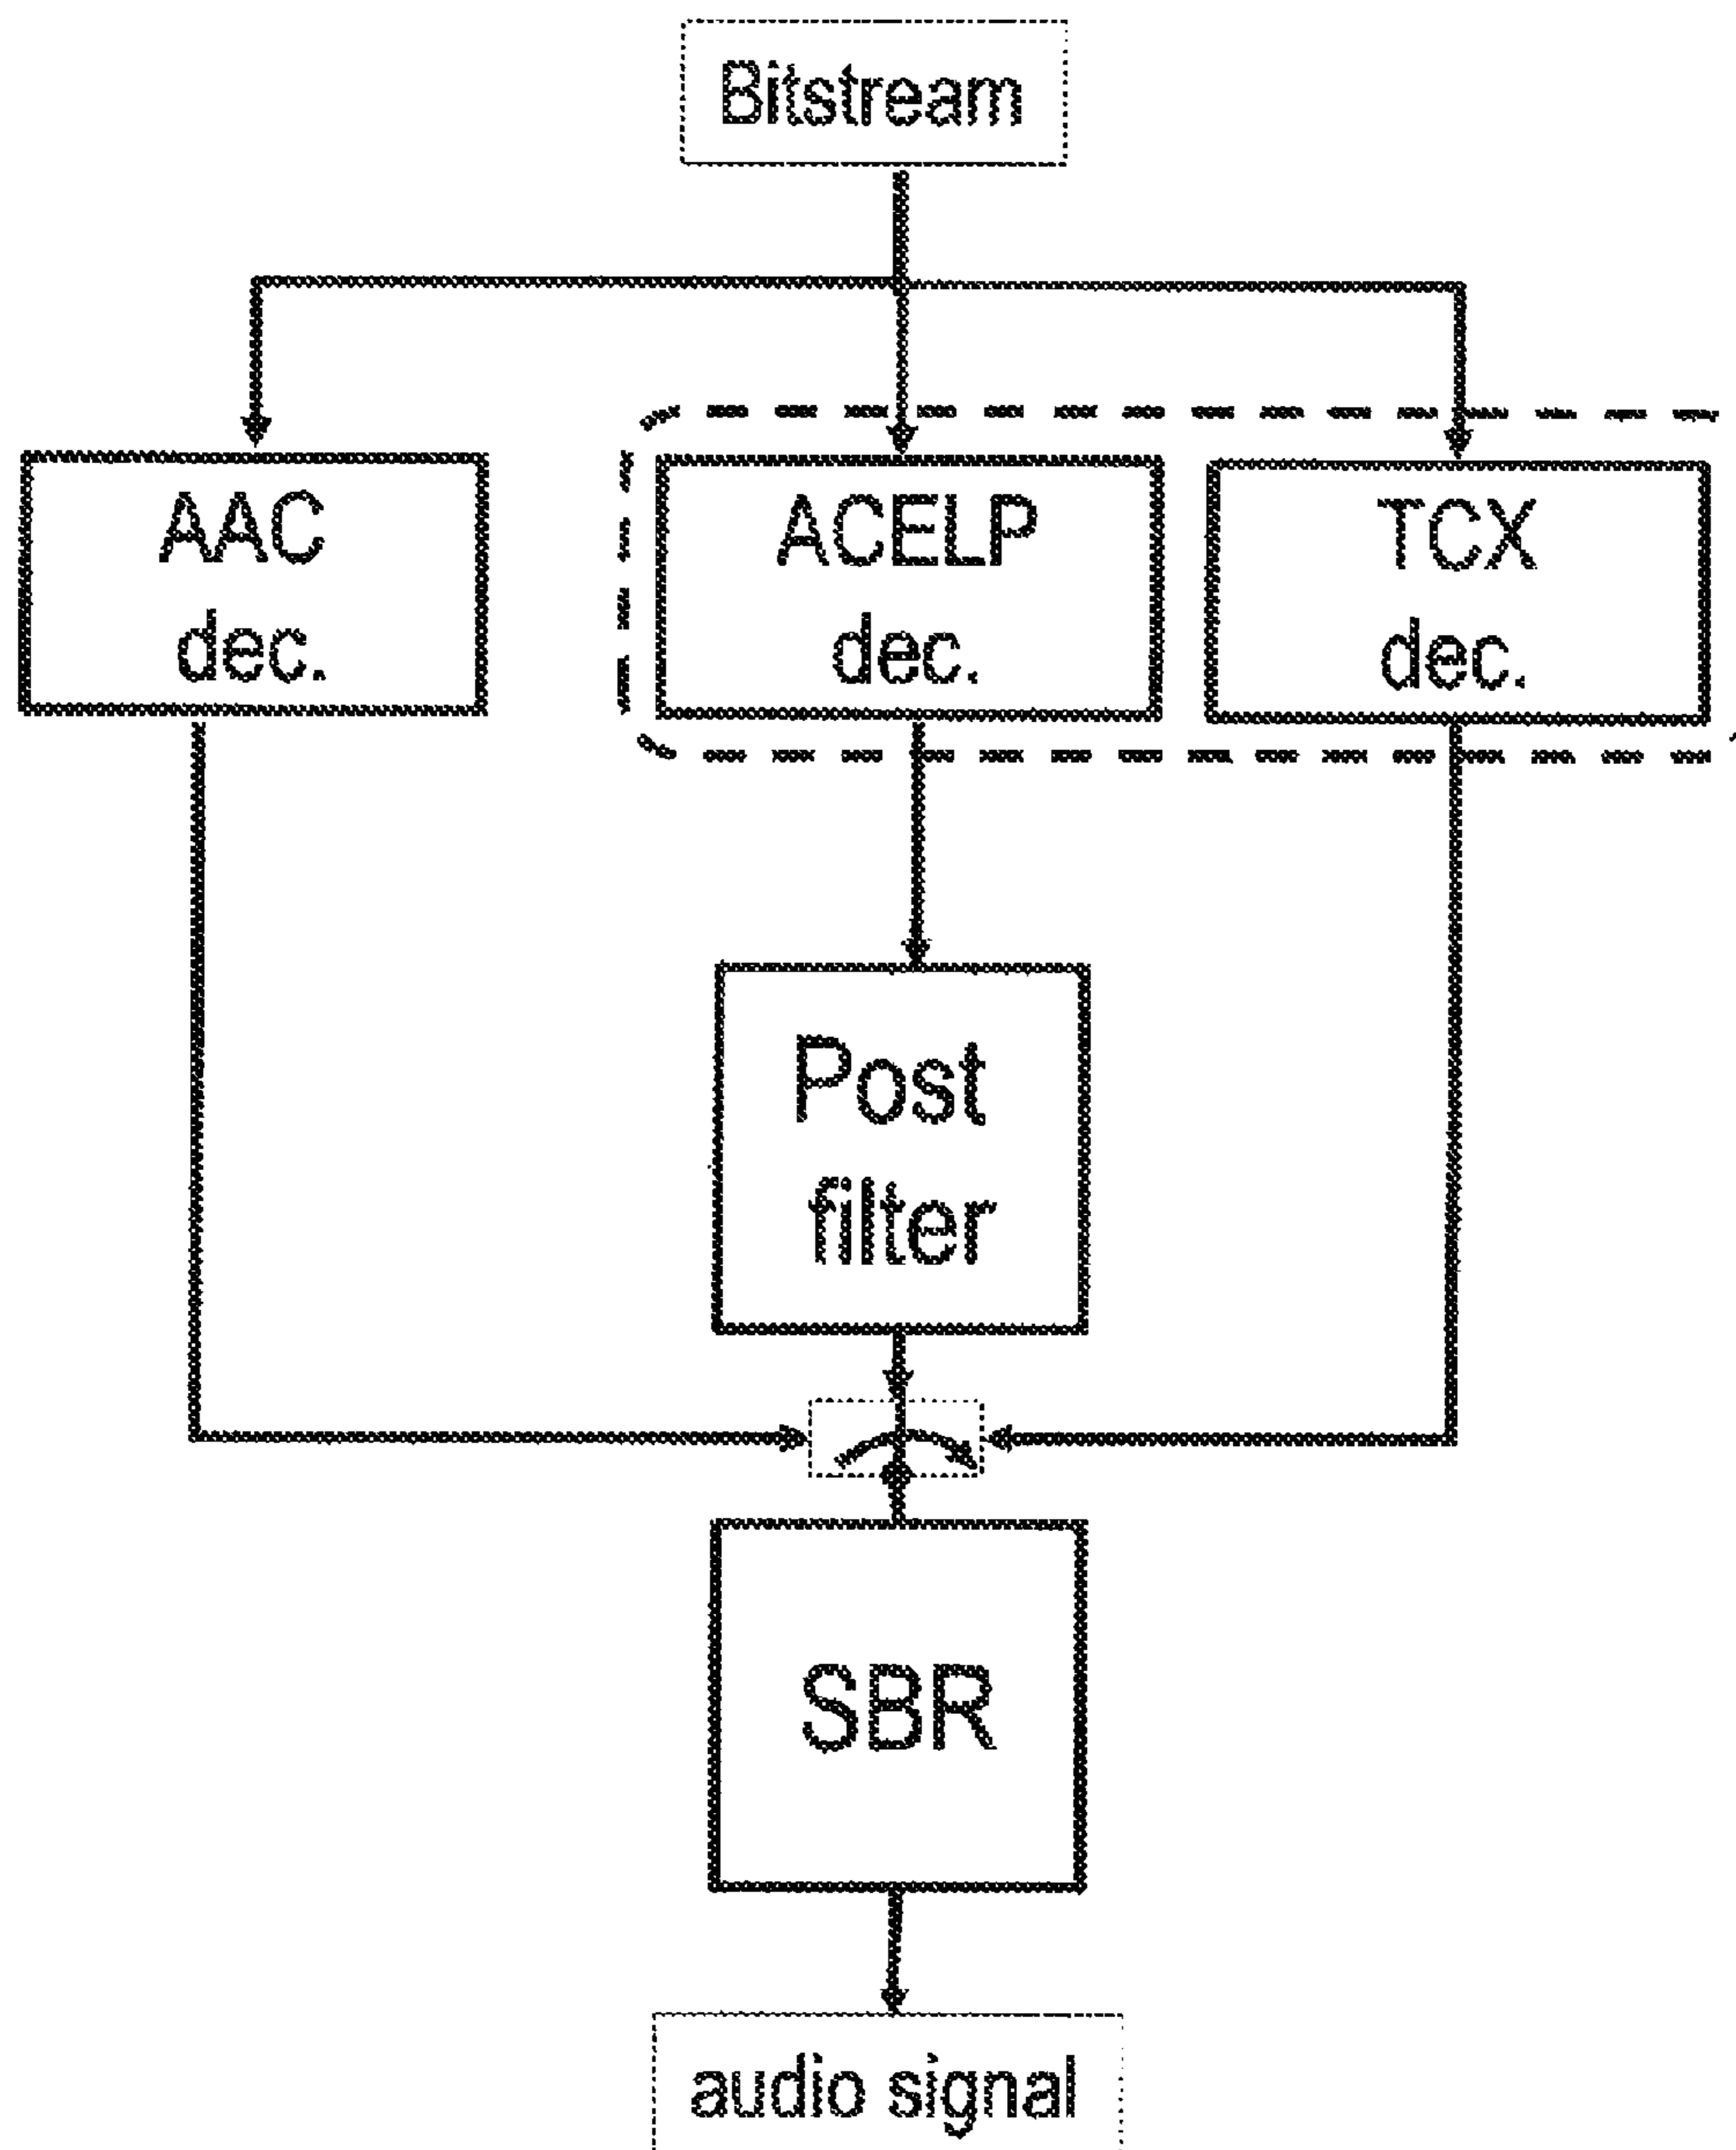 Bitstream
AAC
dec.
ACELP
dec.
TCX
dec.
Post
filter
SBR
audio signal